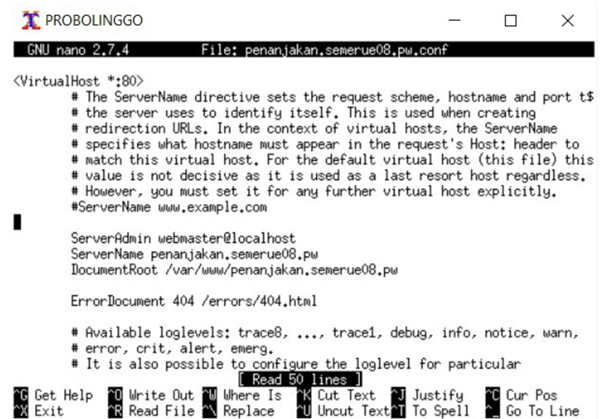 PROBOLINGGO
GNU nano 2.7.4 File: penanjakan.semerue08.pw.conf
<VirtualHost *:80>
# The ServerName directive sets the request scheme, hostname and port t$
# the server uses to identify itself. This is used when creating
# redirection URLs. In the context of virtual hosts, the ServerName
# specifies what hostname must appear in the request's Host: header to
# match this virtual host. For the default virtual host (this file) this
# value is not decisive as it is used as a last resort host regardless.
# However, you must set it for any further virtual host explicitly.
#ServerName www.example.com
ServerAdmin webmaster@localhost
ServerName penanjakan.semerue08.pw
DocumentRoot /var/www/penanjakan.semerue08.pw
ErrorDocument 404 /errors/404.html
# Available loglevels: trace8, ..., trace1, debug, info, notice, warn,
# error, crit, alert, emerg.
# It is also possible to configure the loglevel for particular
[ Read 50 lines ]
^G Get Help ^O Write Out ^W Where Is ^K Cut Text ^J Justify ^C Cur Pos
^X Exit ^R Read File ^\ Replace ^U Uncut Text ^T To Spell ^_ Go To Line